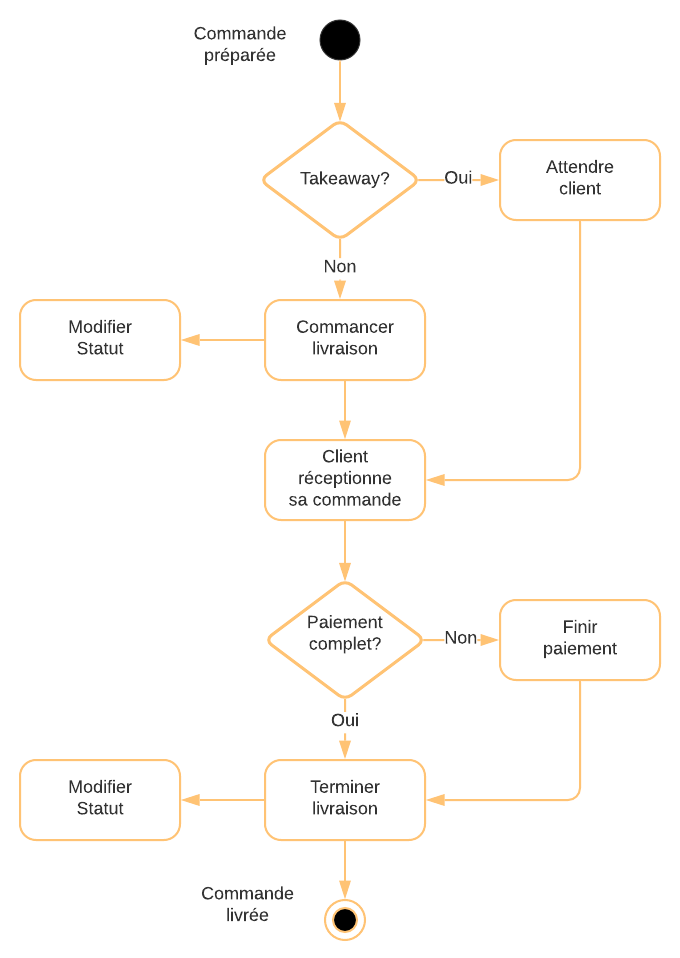 Commande
préparée
Takeaway?
Oui
Attendre
client
Non
Modifier
Statut
Commancer
livraison
Client
réceptionne
sa commande
Paiement
complet?
Non
Finir
paiement
Oui
Modifier
Statut
Terminer
livraison
Commande
livrée